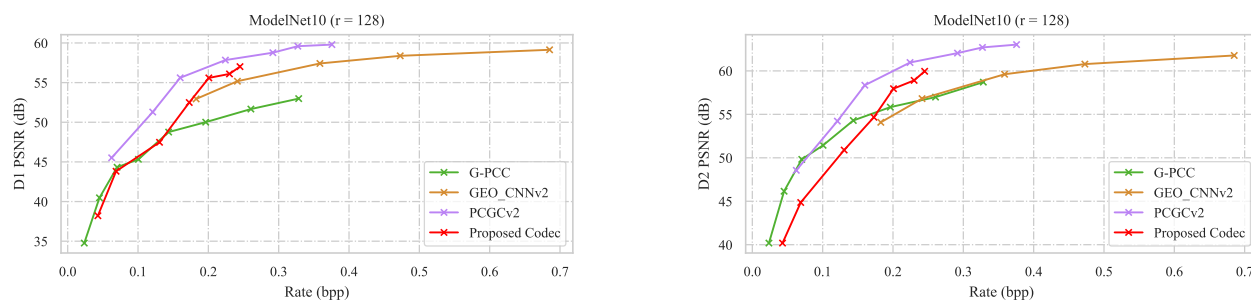 ModelNet10 (r = 128)
60
55
50
45
40
35
D1 PSNR (dB)
G-PCC
GEO_CNNv2
PCGCv2
Proposed Codec
0.0 0.1 0.2 0.3 0.4 0.5 0.6 0.7
Rate (bpp)
ModelNet10 (r = 128)
60
55
50
45
40
D2 PSNR (dB)
G-PCC
GEO_CNNv2
PCGCv2
Proposed Codec
0.0 0.1 0.2 0.3 0.4 0.5 0.6 0.7
Rate (bpp)